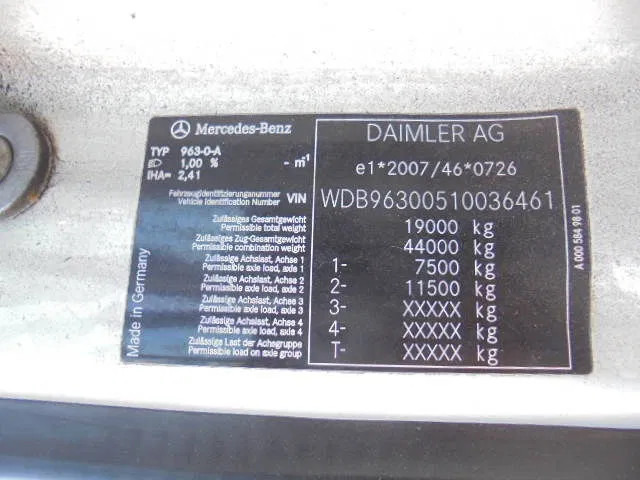 Mercedes-Benz
DAIMLER AG
TYP 963-0-A
1,00 % - m⁻¹
IHA= 2,41
e1*2007/46*0726
Fahrzeugidentifizierungsnummer
Vehicle Identification Number VIN WDB96300510036461
Zulässiges Gesamtgewicht
Permissible total weight 19000 kg
Zulässiges Zug-Gesamtgewicht
Permissible combination weight 44000 kg
Zulässige Achslast, Achse 1
Permissible axle load, axle 1 1- 7500 kg
Zulässige Achslast, Achse 2
Permissible axle load, axle 2 2- 11500 kg
Zulässige Achslast, Achse 3
Permissible axle load, axle 3 3- XXXXX kg
Zulässige Achslast, Achse 4
Permissible axle load, axle 4 4- XXXXX kg
Zulässige Last der Achsgruppe
Permissible load on axle group T- XXXXX kg
Made in Germany
A 000 584 98 01